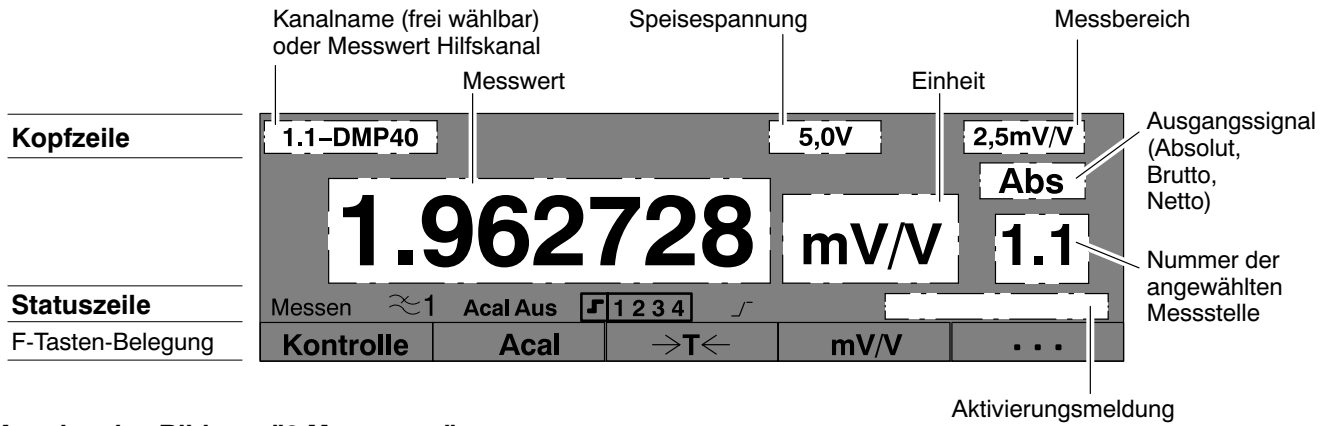 Kanalname (frei wählbar)
oder Messwert Hilfskanal
Speisespannung
Messbereich
Messwert
Einheit
Kopfzeile
1.1–DMP40
5,0V
2,5mV/V
Ausgangssignal
(Absolut,
Brutto,
Netto)
Abs
1.962728
mV/V
1.1
Nummer der
angewählten
Messstelle
Statuszeile
Messen 1 Acal Aus 1 2 3 4
F-Tasten-Belegung
Kontrolle Acal →T← mV/V . . .
Aktivierungsmeldung